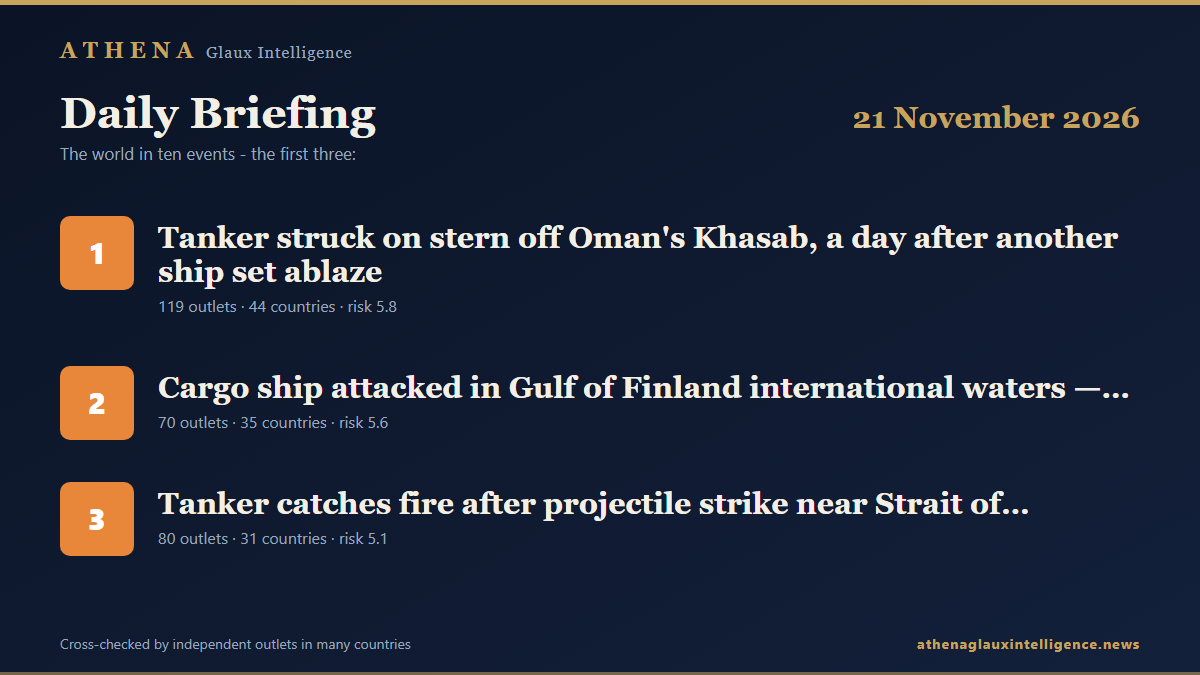 ATHENA Glaux Intelligence
Daily Briefing
21 November 2026
The world in ten events - the first three:
1
Tanker struck on stern off Oman's Khasab, a day after another
ship set ablaze
119 outlets · 44 countries · risk 5.8
2
Cargo ship attacked in Gulf of Finland international waters —...
70 outlets · 35 countries · risk 5.6
3
Tanker catches fire after projectile strike near Strait of...
80 outlets · 31 countries · risk 5.1
Cross-checked by independent outlets in many countries
athenaglauxintelligence.news